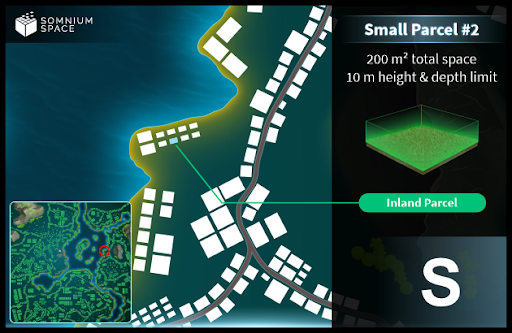 SOMNIUM
SPACE
Small Parcel #2
200 m² total space
10 m height & depth limit
Inland Parcel
S